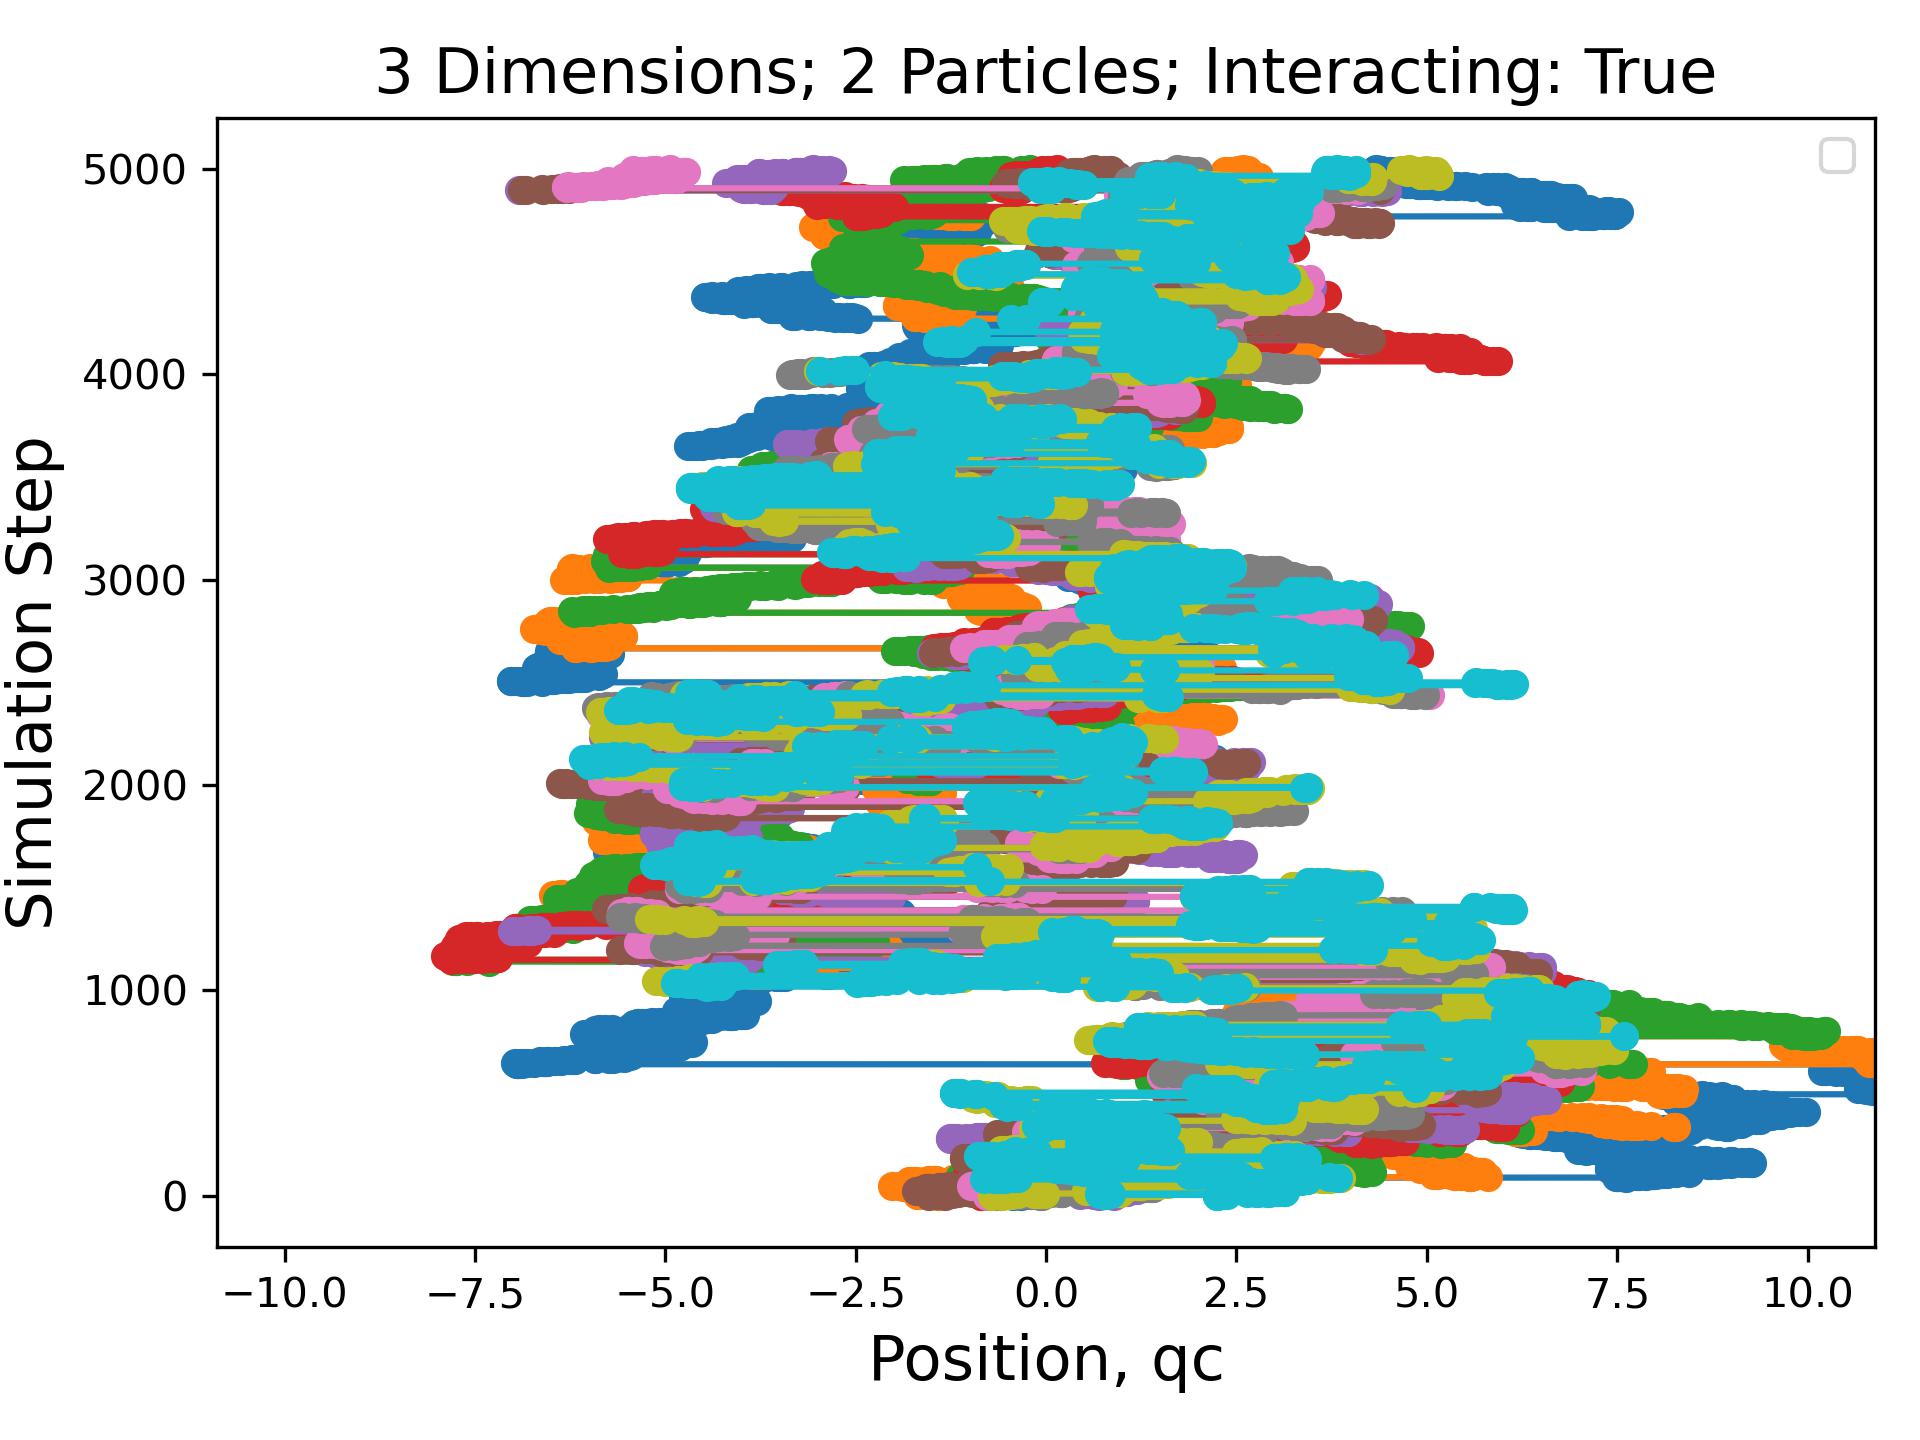 3 Dimensions; 2 Particles; Interacting: True
Simulation Step
5000
4000
3000
2000
1000
0
−10.0 −7.5 −5.0 −2.5 0.0 2.5 5.0 7.5 10.0
Position, qc